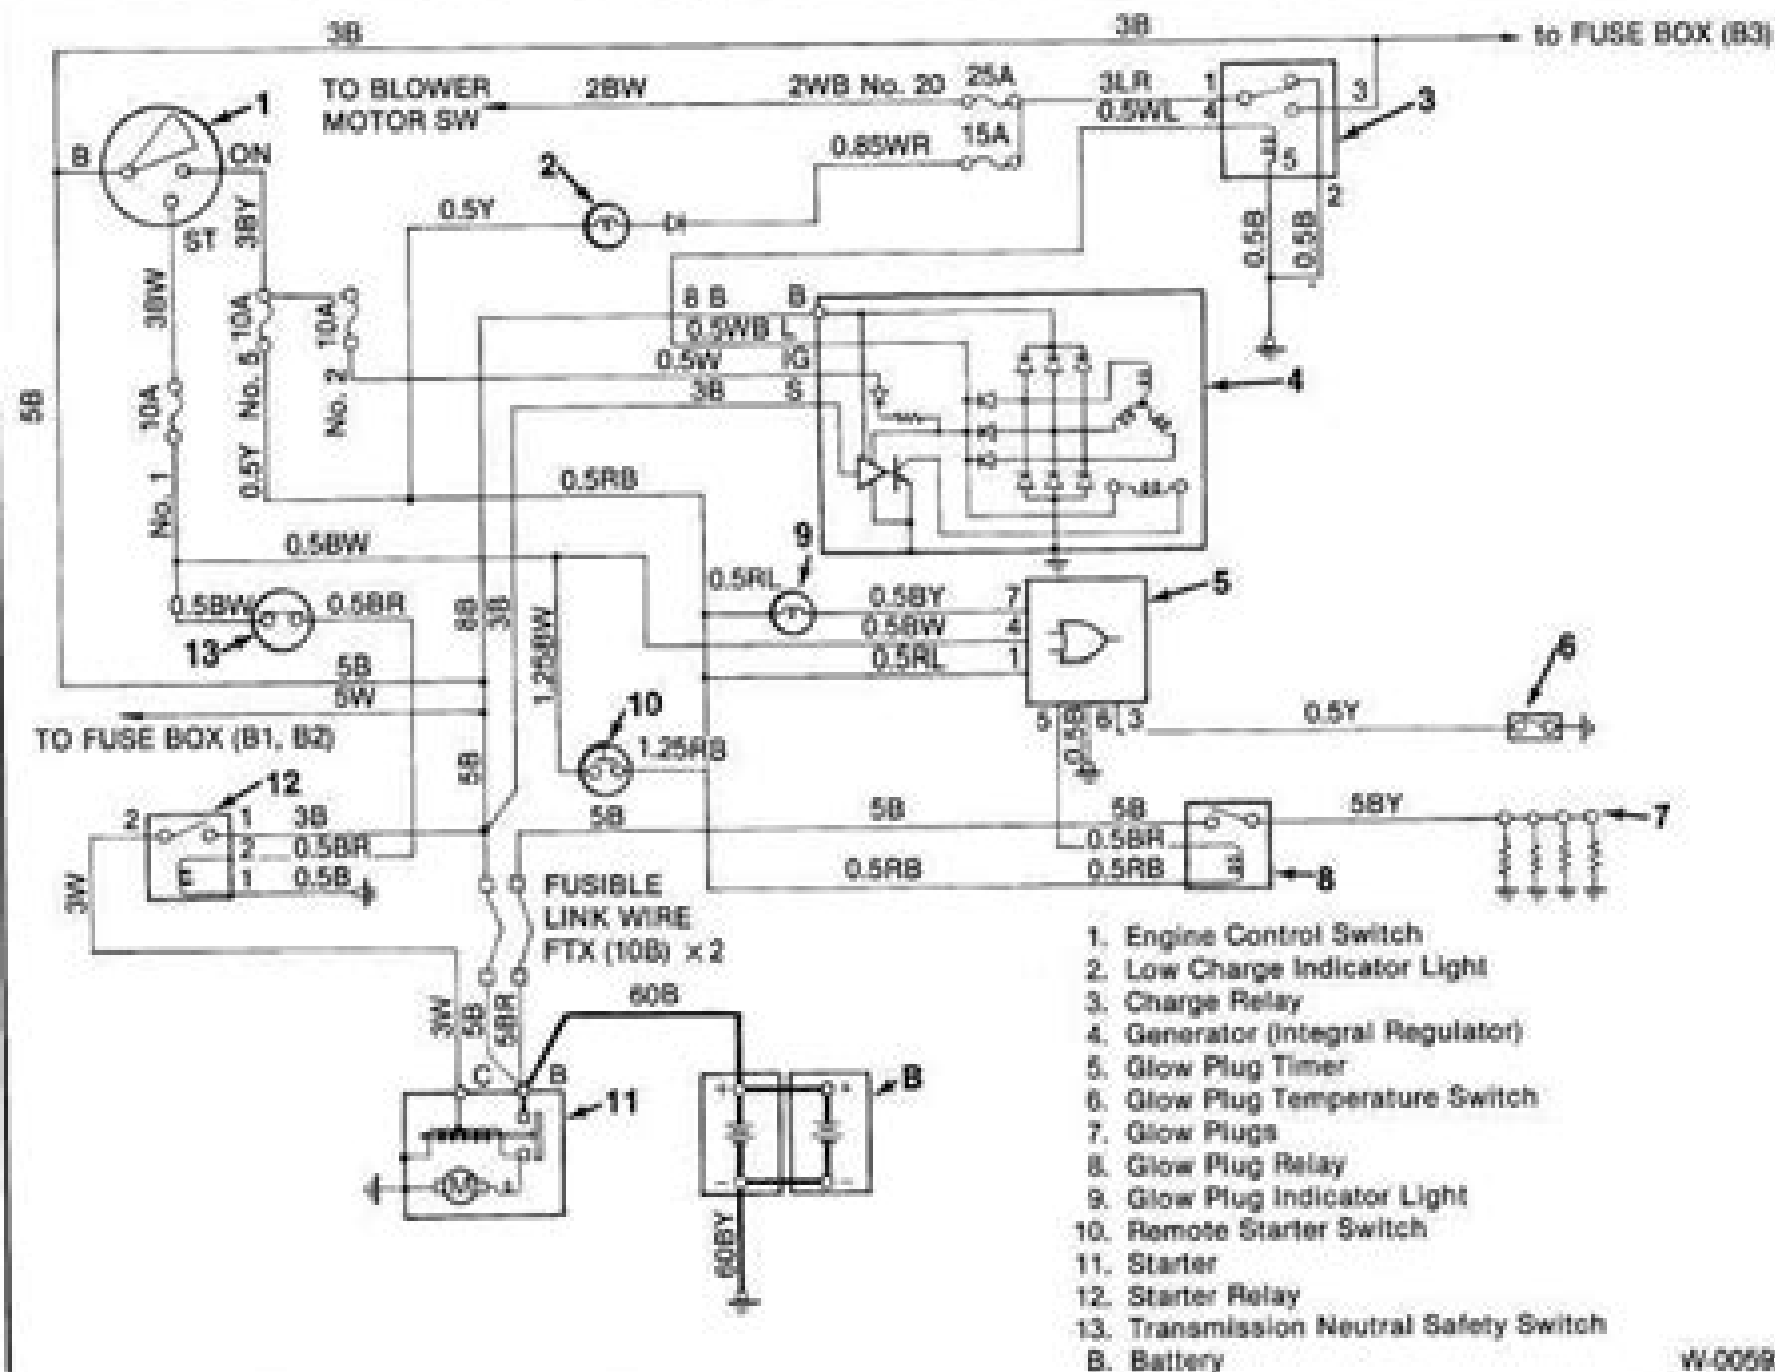 3B
3B
to FUSE BOX (B3)
TO BLOWER
MOTOR SW
2BW
2WB No. 20
25A
3LR
1
3
3
1
0.5WL
4
B
ON
0.85WR
15A
5
2
2
0.5Y
ST
3BY
0.5B
0.5B
3BW
10A
10A
8 B
B
0.5WB
L
0.5W
IG
3B
S
4
5B
10A
No. 5
No. 2
0.5Y
No. 1
0.5RB
0.5BW
9
0.5RL
0.5BY
7
5
0.5BW
4
0.5RL
1
0.5BW
0.5BR
13
8B
3B
1.25BW
6
5B
5W
10
TO FUSE BOX (B1, B2)
1.25RB
5B
5
0.5B
6
3
0.5Y
12
2
1
3B
5B
5B
5B
5BY
7
2
0.5BR
0.5BR
1
0.5B
0.5RB
0.5RB
8
3W
FUSIBLE
LINK WIRE
FTX (10B) x 2
60B
3W
5B
5BR
C
B
11
M
+
+
B
-
-
60BY
1. Engine Control Switch
2. Low Charge Indicator Light
3. Charge Relay
4. Generator (Integral Regulator)
5. Glow Plug Timer
6. Glow Plug Temperature Switch
7. Glow Plugs
8. Glow Plug Relay
9. Glow Plug Indicator Light
10. Remote Starter Switch
11. Starter
12. Starter Relay
13. Transmission Neutral Safety Switch
B. Battery
W-0059